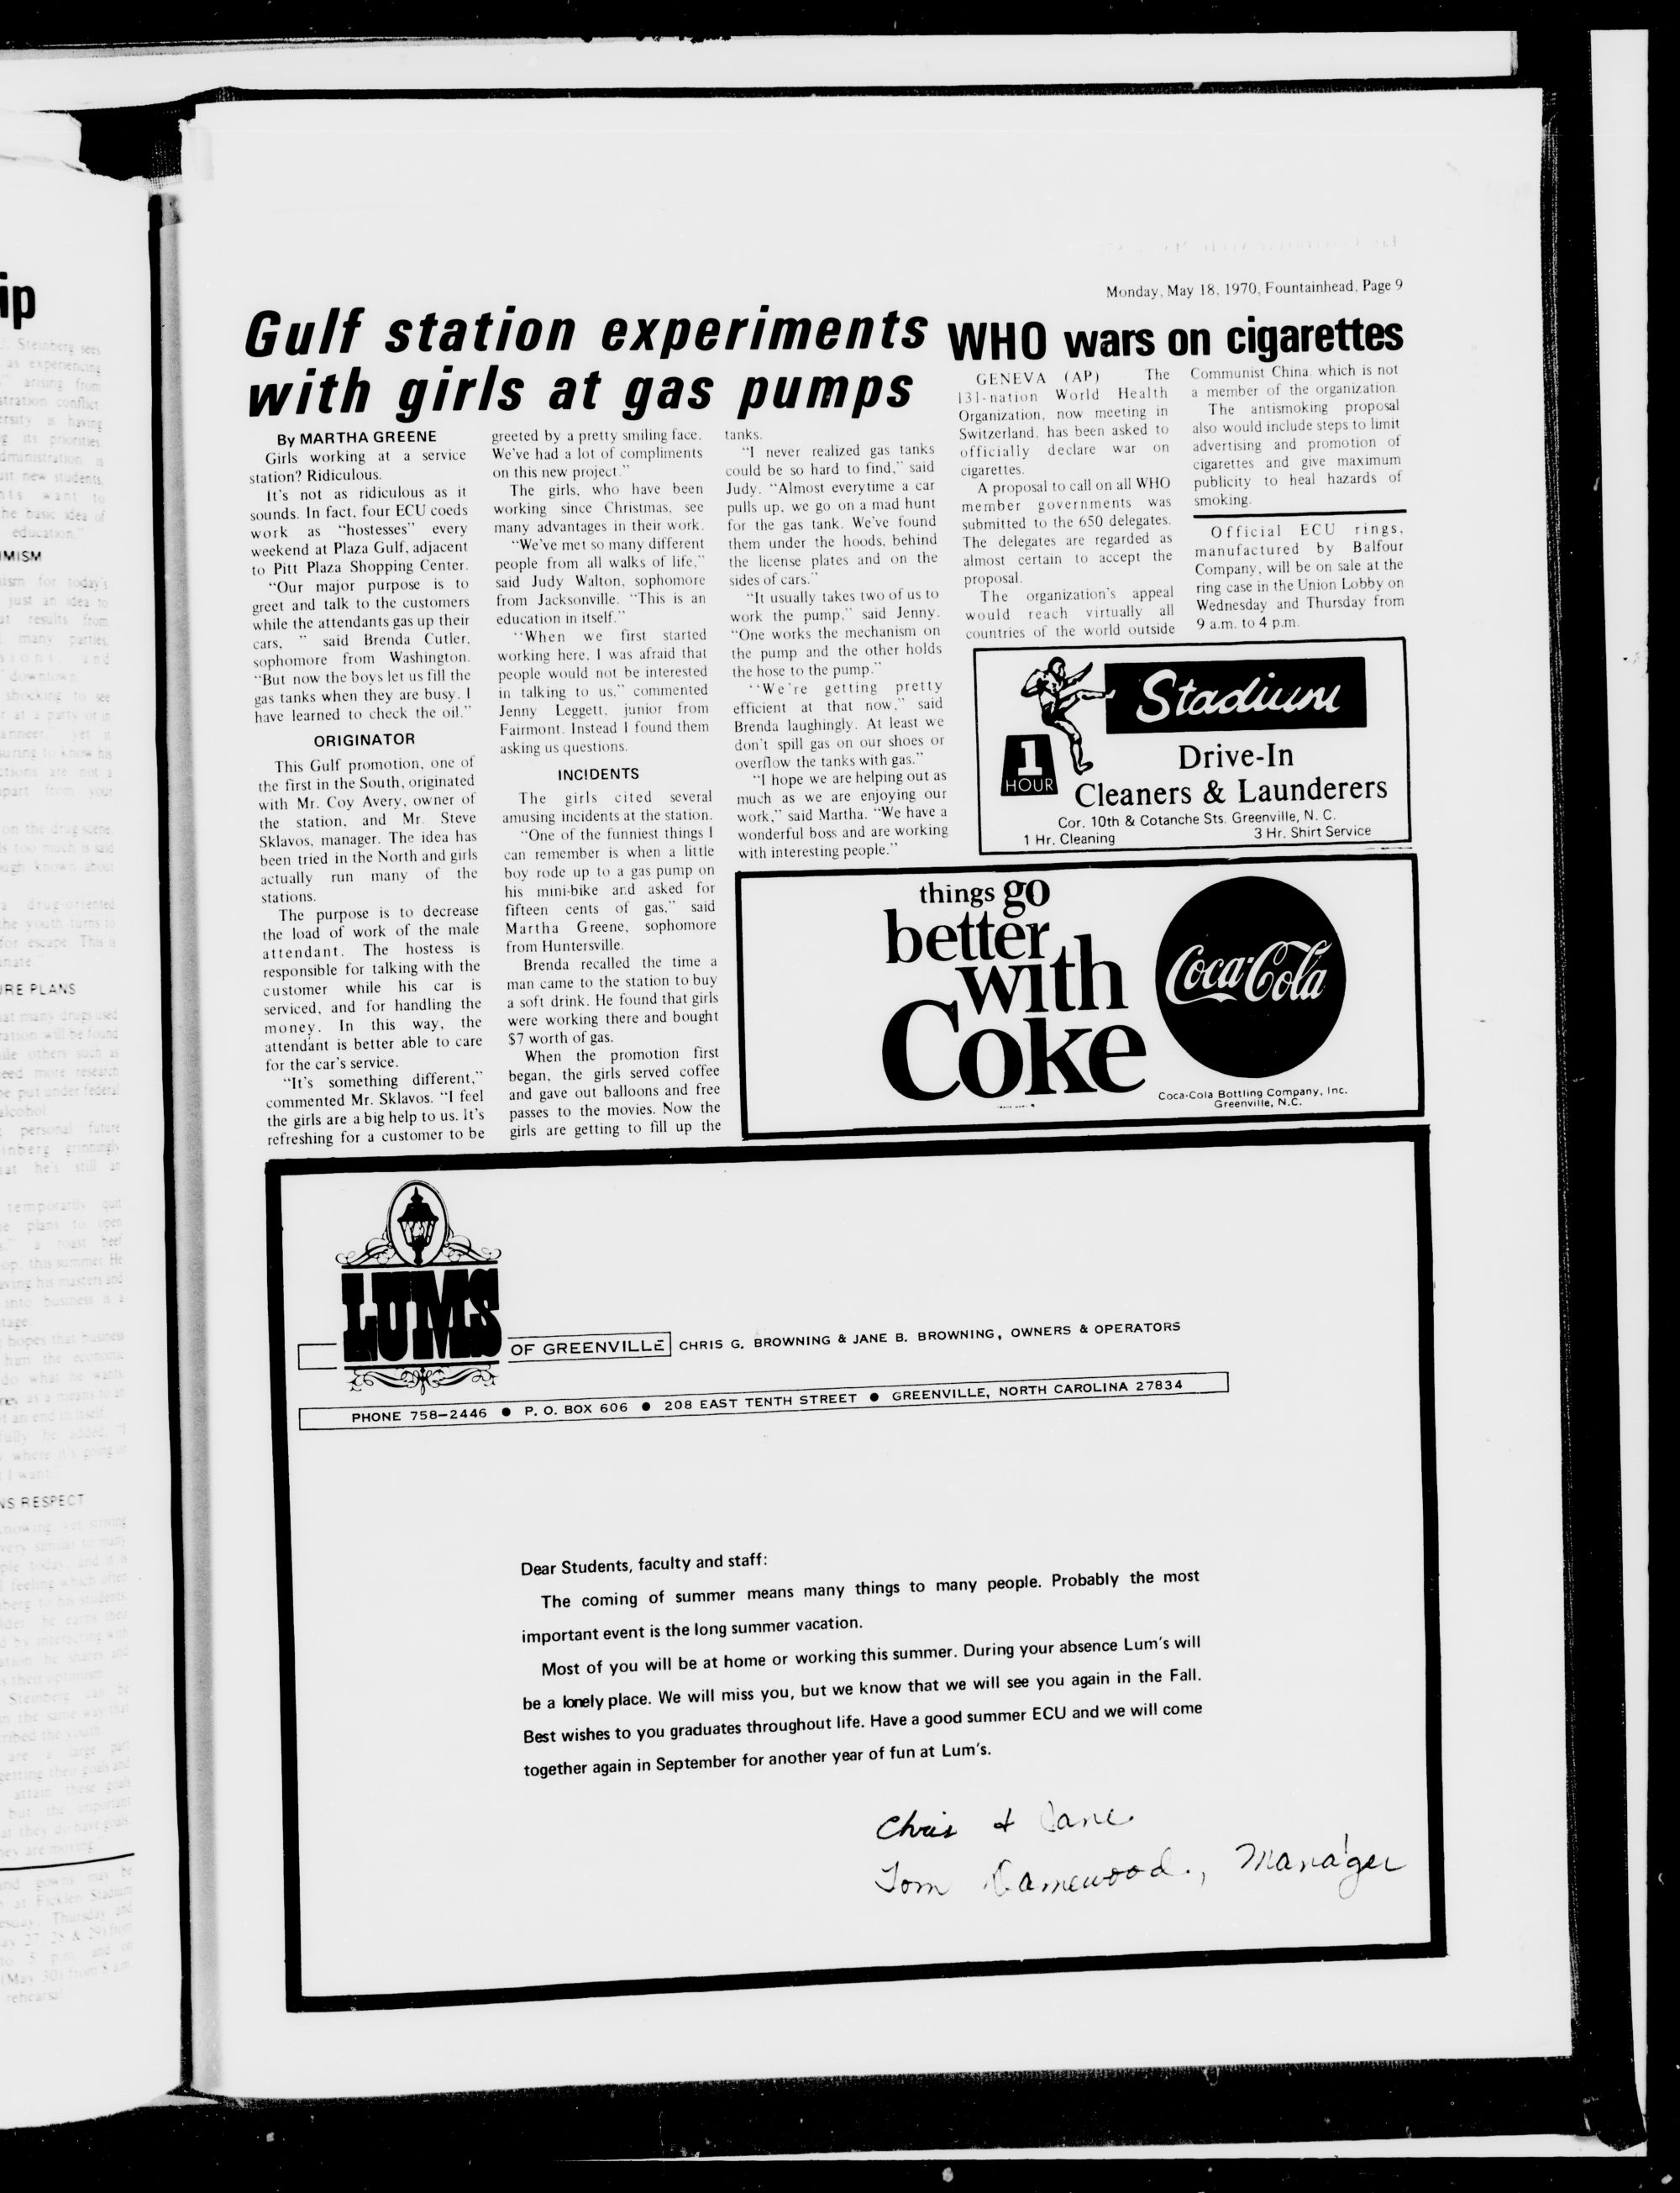 Monday, May 18, 1970, Fountainhead, Page 9
Gulf station experiments
with girls at gas pumps
By MARTHA GREENE
Girls working at a service
station? Ridiculous.
It's not as ridiculous as it
sounds. In fact, four ECU coeds
work as "hostesses" every
weekend at Plaza Gulf, adjacent
to Pitt Plaza Shopping Center.
"Our major purpose is to
greet and talk to the customers
while the attendants gas up their
cars, " said Brenda Cutler,
sophomore from Washington.
"But now the boys let us fill the
gas tanks when they are busy. I
have learned to check the oil."
ORIGINATOR
This Gulf promotion, one of
the first in the South, originated
with Mr. Coy Avery, owner of
the station, and Mr. Steve
Sklavos, manager. The idea has
been tried in the North and girls
actually run many of the
stations.
The purpose is to decrease
the load of work of the male
attendant. The hostess is
responsible for talking with the
customer while his car is
serviced, and for handling the
money. In this way, the
attendant is better able to care
for the car's service.
"It's something different,"
commented Mr. Sklavos. "I feel
the girls are a big help to us. It's
refreshing for a customer to be
greeted by a pretty smiling face.
We've had a lot of compliments
on this new project."
The girls, who have been
working since Christmas, see
many advantages in their work.
"We've met so many different
people from all walks of life,"
said Judy Walton, sophomore
from Jacksonville. "This is an
education in itself."
"When we first started
working here, I was afraid that
people would not be interested
in talking to us," commented
Jenny Leggett, junior from
Fairmont. Instead I found them
asking us questions.
INCIDENTS
The girls cited several
amusing incidents at the station.
"One of the funniest things I
can remember is when a little
boy rode up to a gas pump on
his mini-bike and asked for
fifteen cents of gas," said
Martha Greene, sophomore
from Huntersville.
Brenda recalled the time a
man came to the station to buy
a soft drink. He found that girls
were working there and bought
$7 worth of gas.
When the promotion first
began, the girls served coffee
and gave out balloons and free
passes to the movies. Now the
girls are getting to fill up the
tanks.
"I never realized gas tanks
could be so hard to find," said
Judy. "Almost everytime a car
pulls up, we go on a mad hunt
for the gas tank. We've found
them under the hoods, behind
the license plates and on the
sides of cars."
"It usually takes two of us to
work the pump," said Jenny.
"One works the mechanism on
the pump and the other holds
the hose to the pump."
"We're getting pretty
efficient at that now," said
Brenda laughingly. At least we
don't spill gas on our shoes or
overflow the tanks with gas."
"I hope we are helping out as
much as we are enjoying our
work," said Martha. "We have a
wonderful boss and are working
with interesting people."
WHO wars on cigarettes
GENEVA (AP) The
131-nation World Health
Organization, now meeting in
Switzerland, has been asked to
officially declare war on
cigarettes.
A proposal to call on all WHO
member governments was
submitted to the 650 delegates.
The delegates are regarded as
almost certain to accept the
proposal.
The organization's appeal
would reach virtually all
countries of the world outside
Communist China, which is not
a member of the organization.
The antismoking proposal
also would include steps to limit
advertising and promotion of
cigarettes and give maximum
publicity to heal hazards of
smoking.
Official ECU rings,
manufactured by Balfour
Company, will be on sale at the
ring case in the Union Lobby on
Wednesday and Thursday from
9 a.m. to 4 p.m.
Stadium
1
HOUR
Drive-In
Cleaners & Launderers
Cor. 10th & Cotanche Sts. Greenville, N. C.
1 Hr. Cleaning 3 Hr. Shirt Service
things go
better
with
Coke
Coca-Cola
Coca-Cola Bottling Company, Inc.
Greenville, N.C.
LUMS
OF GREENVILLE CHRIS G. BROWNING & JANE B. BROWNING, OWNERS & OPERATORS
PHONE 758-2446 ● P. O. BOX 606 ● 208 EAST TENTH STREET ● GREENVILLE, NORTH CAROLINA 27834
Dear Students, faculty and staff:
The coming of summer means many things to many people. Probably the most
important event is the long summer vacation.
Most of you will be at home or working this summer. During your absence Lum's will
be a lonely place. We will miss you, but we know that we will see you again in the Fall.
Best wishes to you graduates throughout life. Have a good summer ECU and we will come
together again in September for another year of fun at Lum's.
Chris & Jane
Tom Damewood, Manager